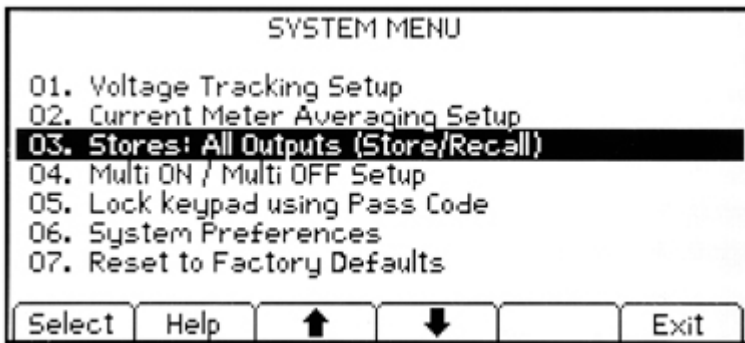 SYSTEM MENU
01. Voltage Tracking Setup
02. Current Meter Averaging Setup
03. Stores: All Outputs (Store/Recall)
04. Multi ON / Multi OFF Setup
05. Lock keypad using Pass Code
06. System Preferences
07. Reset to Factory Defaults
Select Help ↑ ↓ Exit